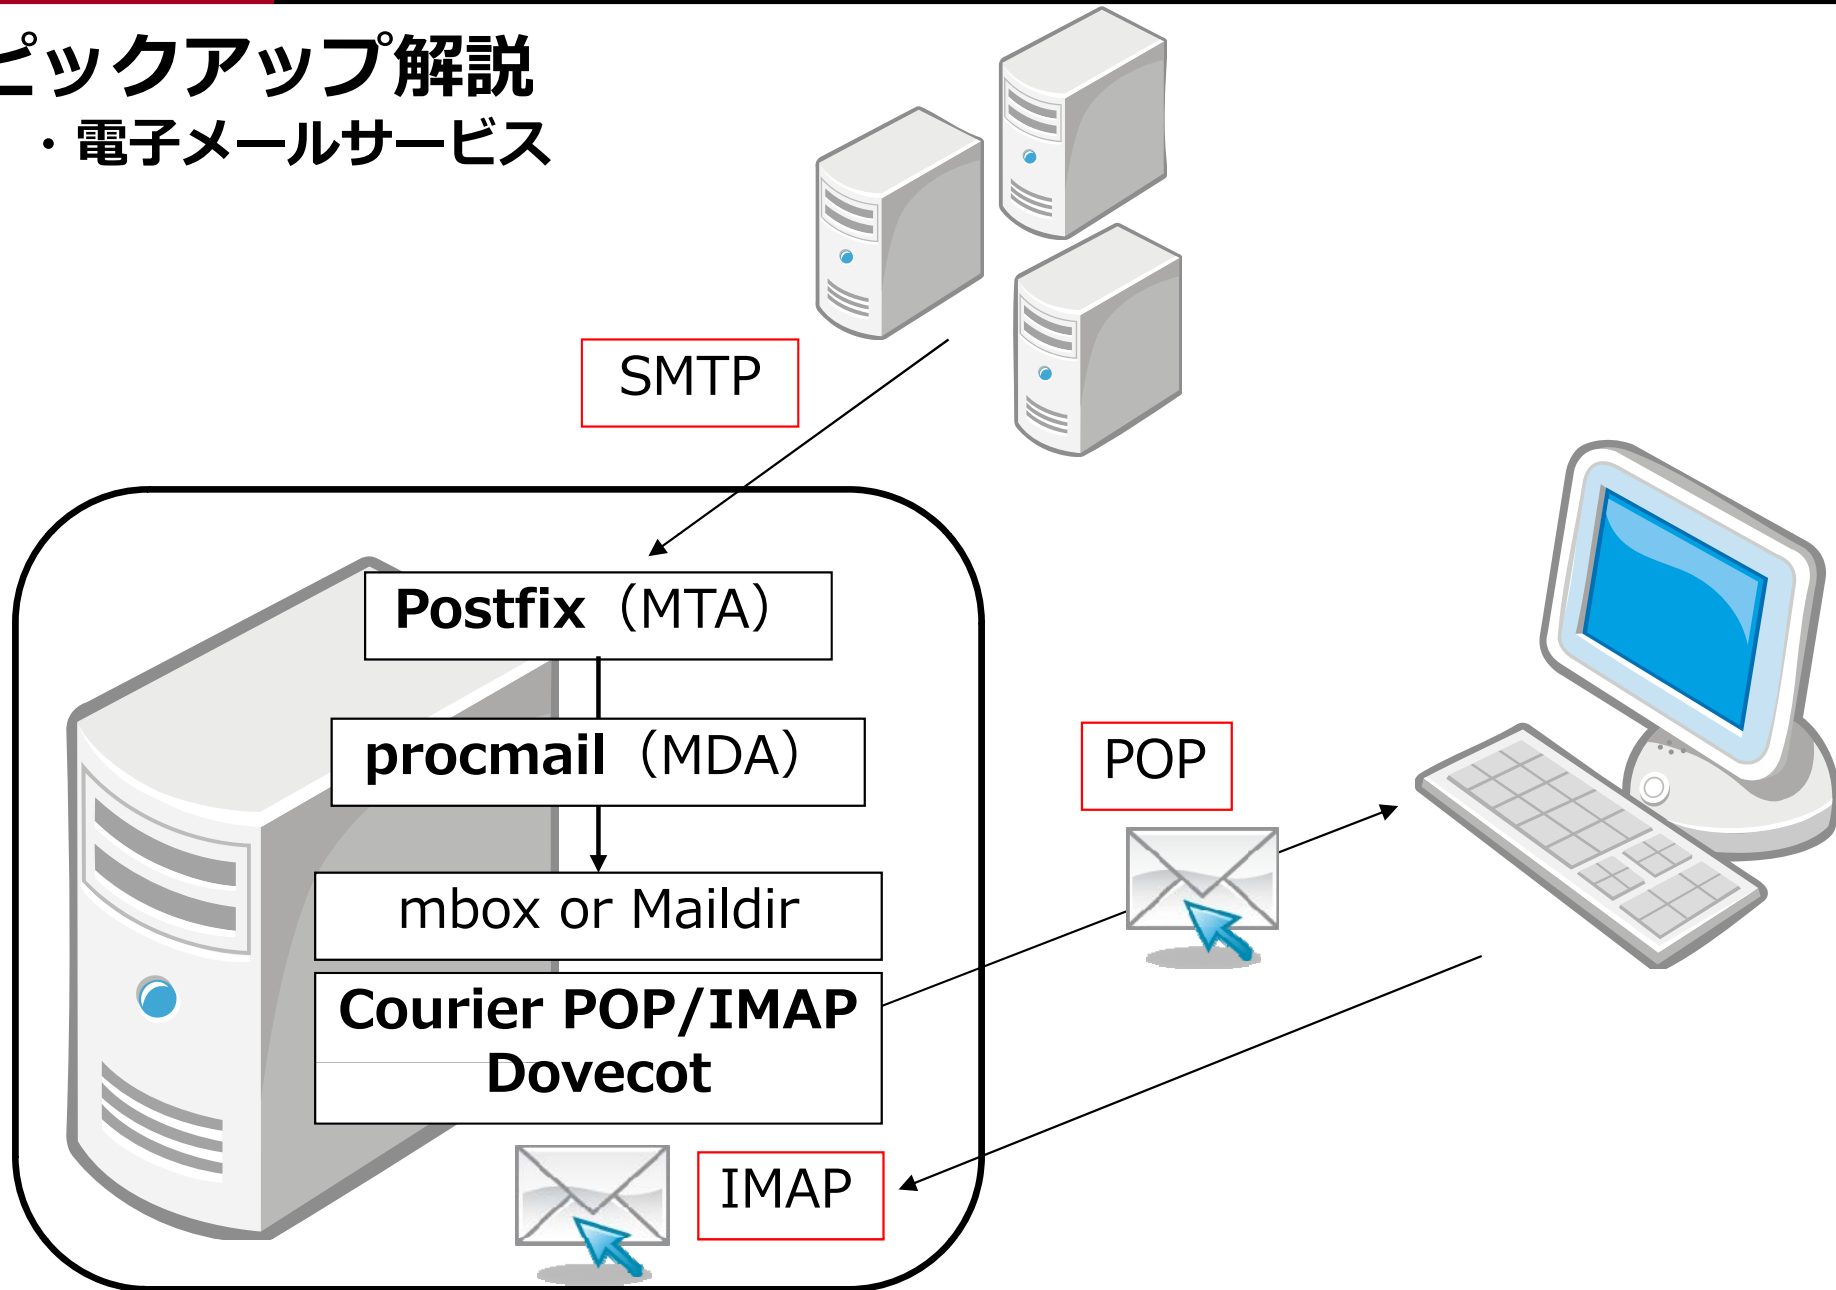 ピックアップ解説
・電子メールサービス
SMTP
Postfix（MTA）
procmail（MDA）
POP
mbox or Maildir
Courier POP/IMAP
Dovecot
IMAP